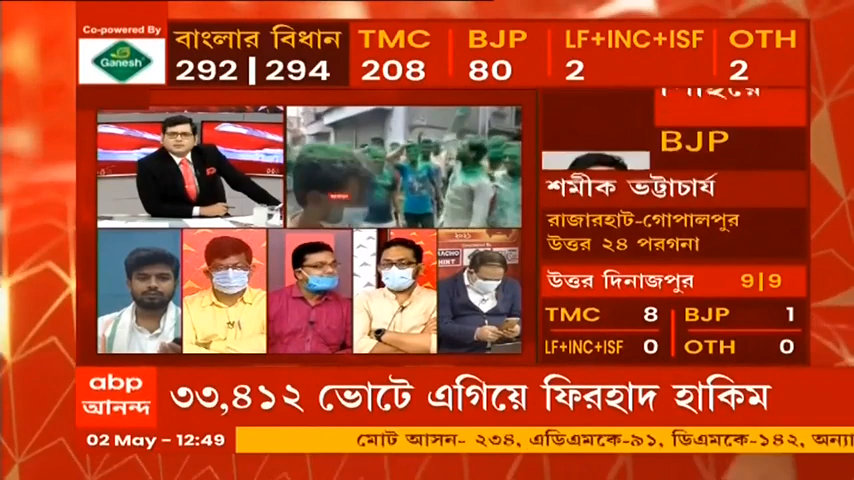 Co-powered By
Ganesh
বাংলার বিধান
292 | 294
TMC
208
BJP
80
LF+INC+ISF
2
OTH
2
BJP
শমীক ভট্টাচার্য
রাজারহাট-গোপালপুর
উত্তর ২৪ পরগনা
উত্তর দিনাজপুর 9|9
TMC 8
BJP 1
LF+INC+ISF 0
OTH 0
২০২১
abp
আনন্দ
৩৩,৪১২ ভোটে এগিয়ে ফিরহাদ হাকিম
02 May - 12:49
মোট আসন- ২৩৪, এডিএমকে-৯১, ডিএমকে-১৪২,